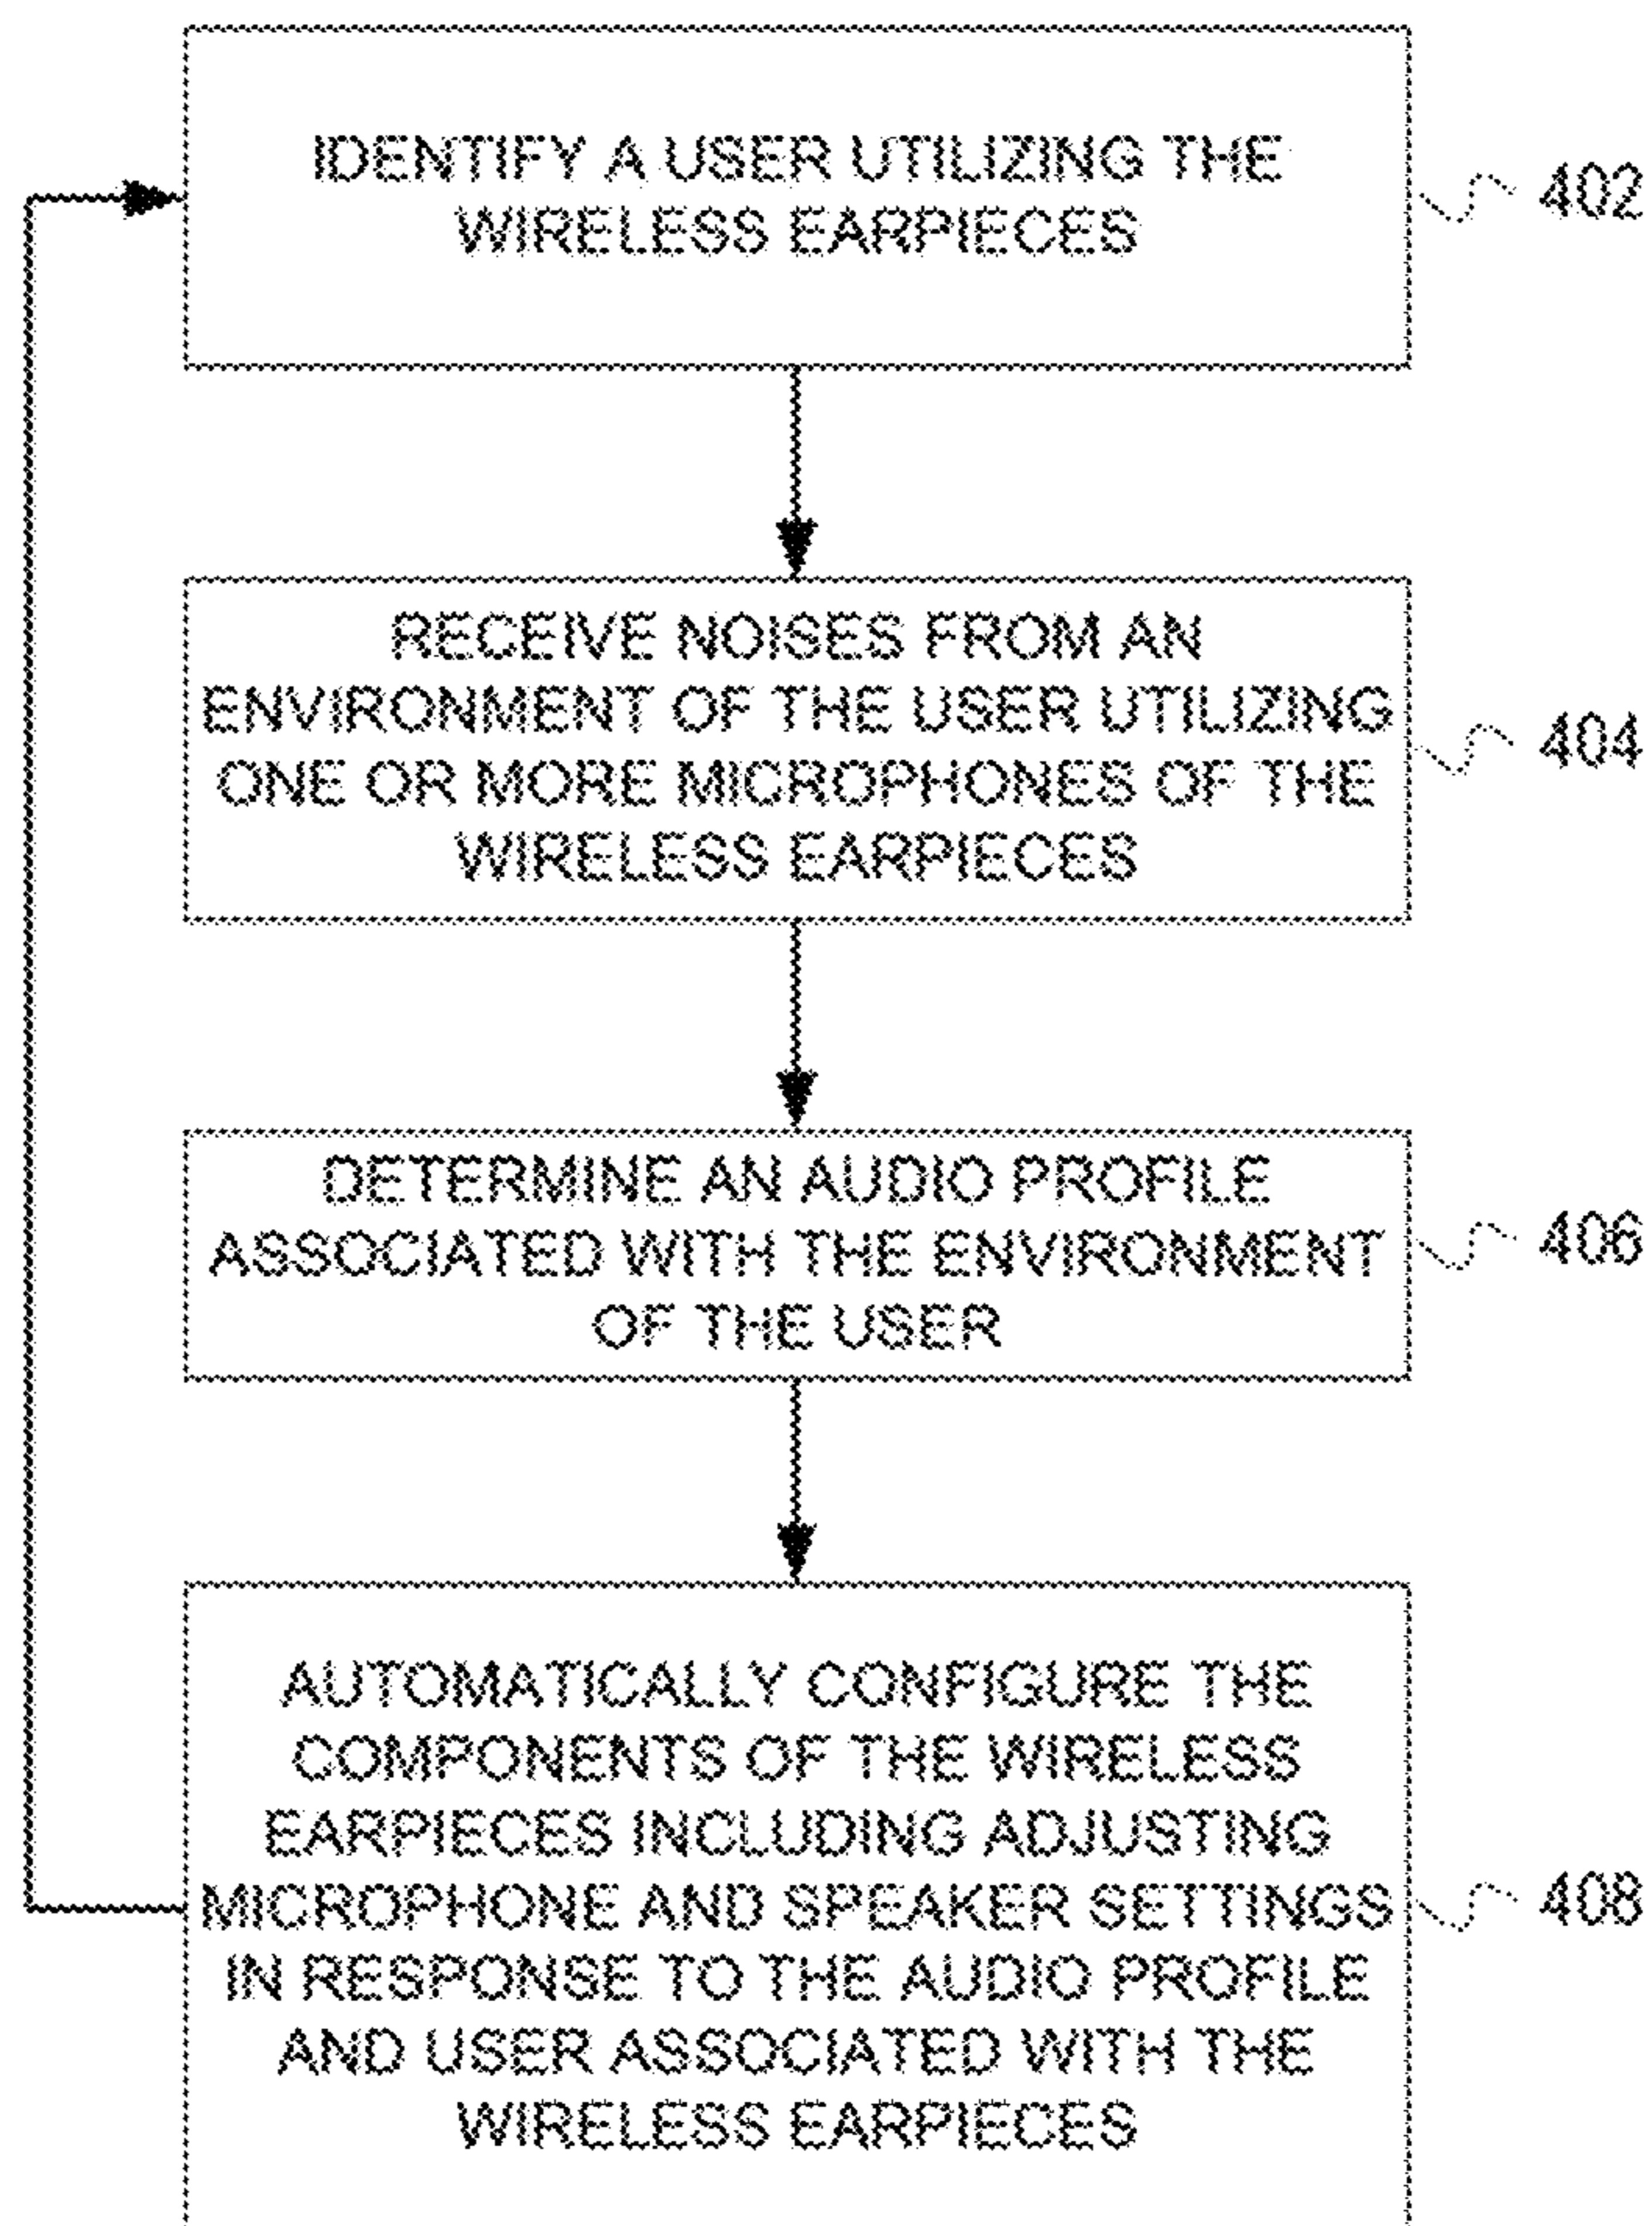 IDENTIFY A USER UTILIZING THE
WIRELESS EARPIECES
402
RECEIVE NOISES FROM AN
ENVIRONMENT OF THE USER UTILIZING
ONE OR MORE MICROPHONES OF THE
WIRELESS EARPIECES
404
DETERMINE AN AUDIO PROFILE
ASSOCIATED WITH THE ENVIRONMENT
OF THE USER
406
AUTOMATICALLY CONFIGURE THE
COMPONENTS OF THE WIRELESS
EARPIECES INCLUDING ADJUSTING
MICROPHONE AND SPEAKER SETTINGS
IN RESPONSE TO THE AUDIO PROFILE
AND USER ASSOCIATED WITH THE
WIRELESS EARPIECES
408